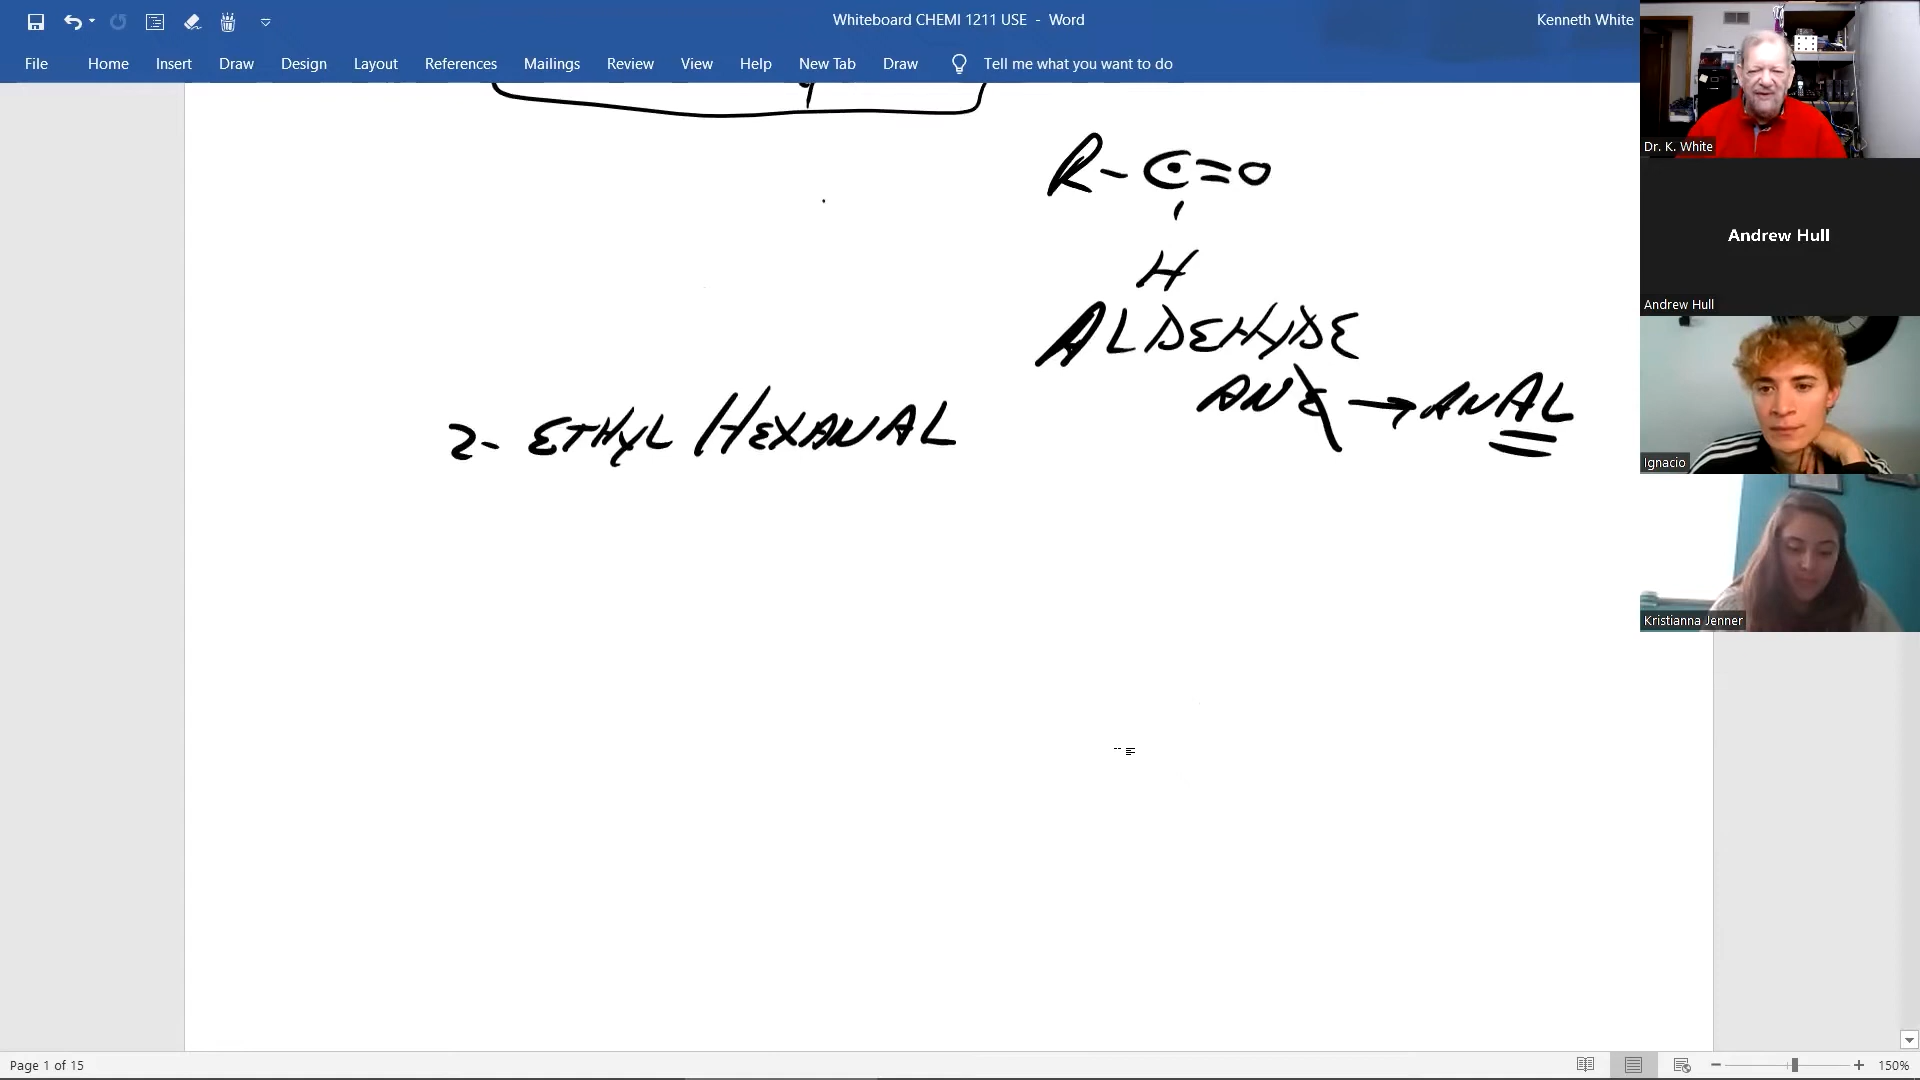 Whiteboard CHEMI 1211 USE - Word
Kenneth White
File Home Insert Draw Design Layout References Mailings Review View Help New Tab Draw Tell me what you want to do
R-C=O
H
ALDEHYDE
ANE → ANAL
2- ETHYL HEXANAL
Dr. K. White
Andrew Hull
Andrew Hull
Ignacio
Kristianna Jenner
Page 1 of 15
150%